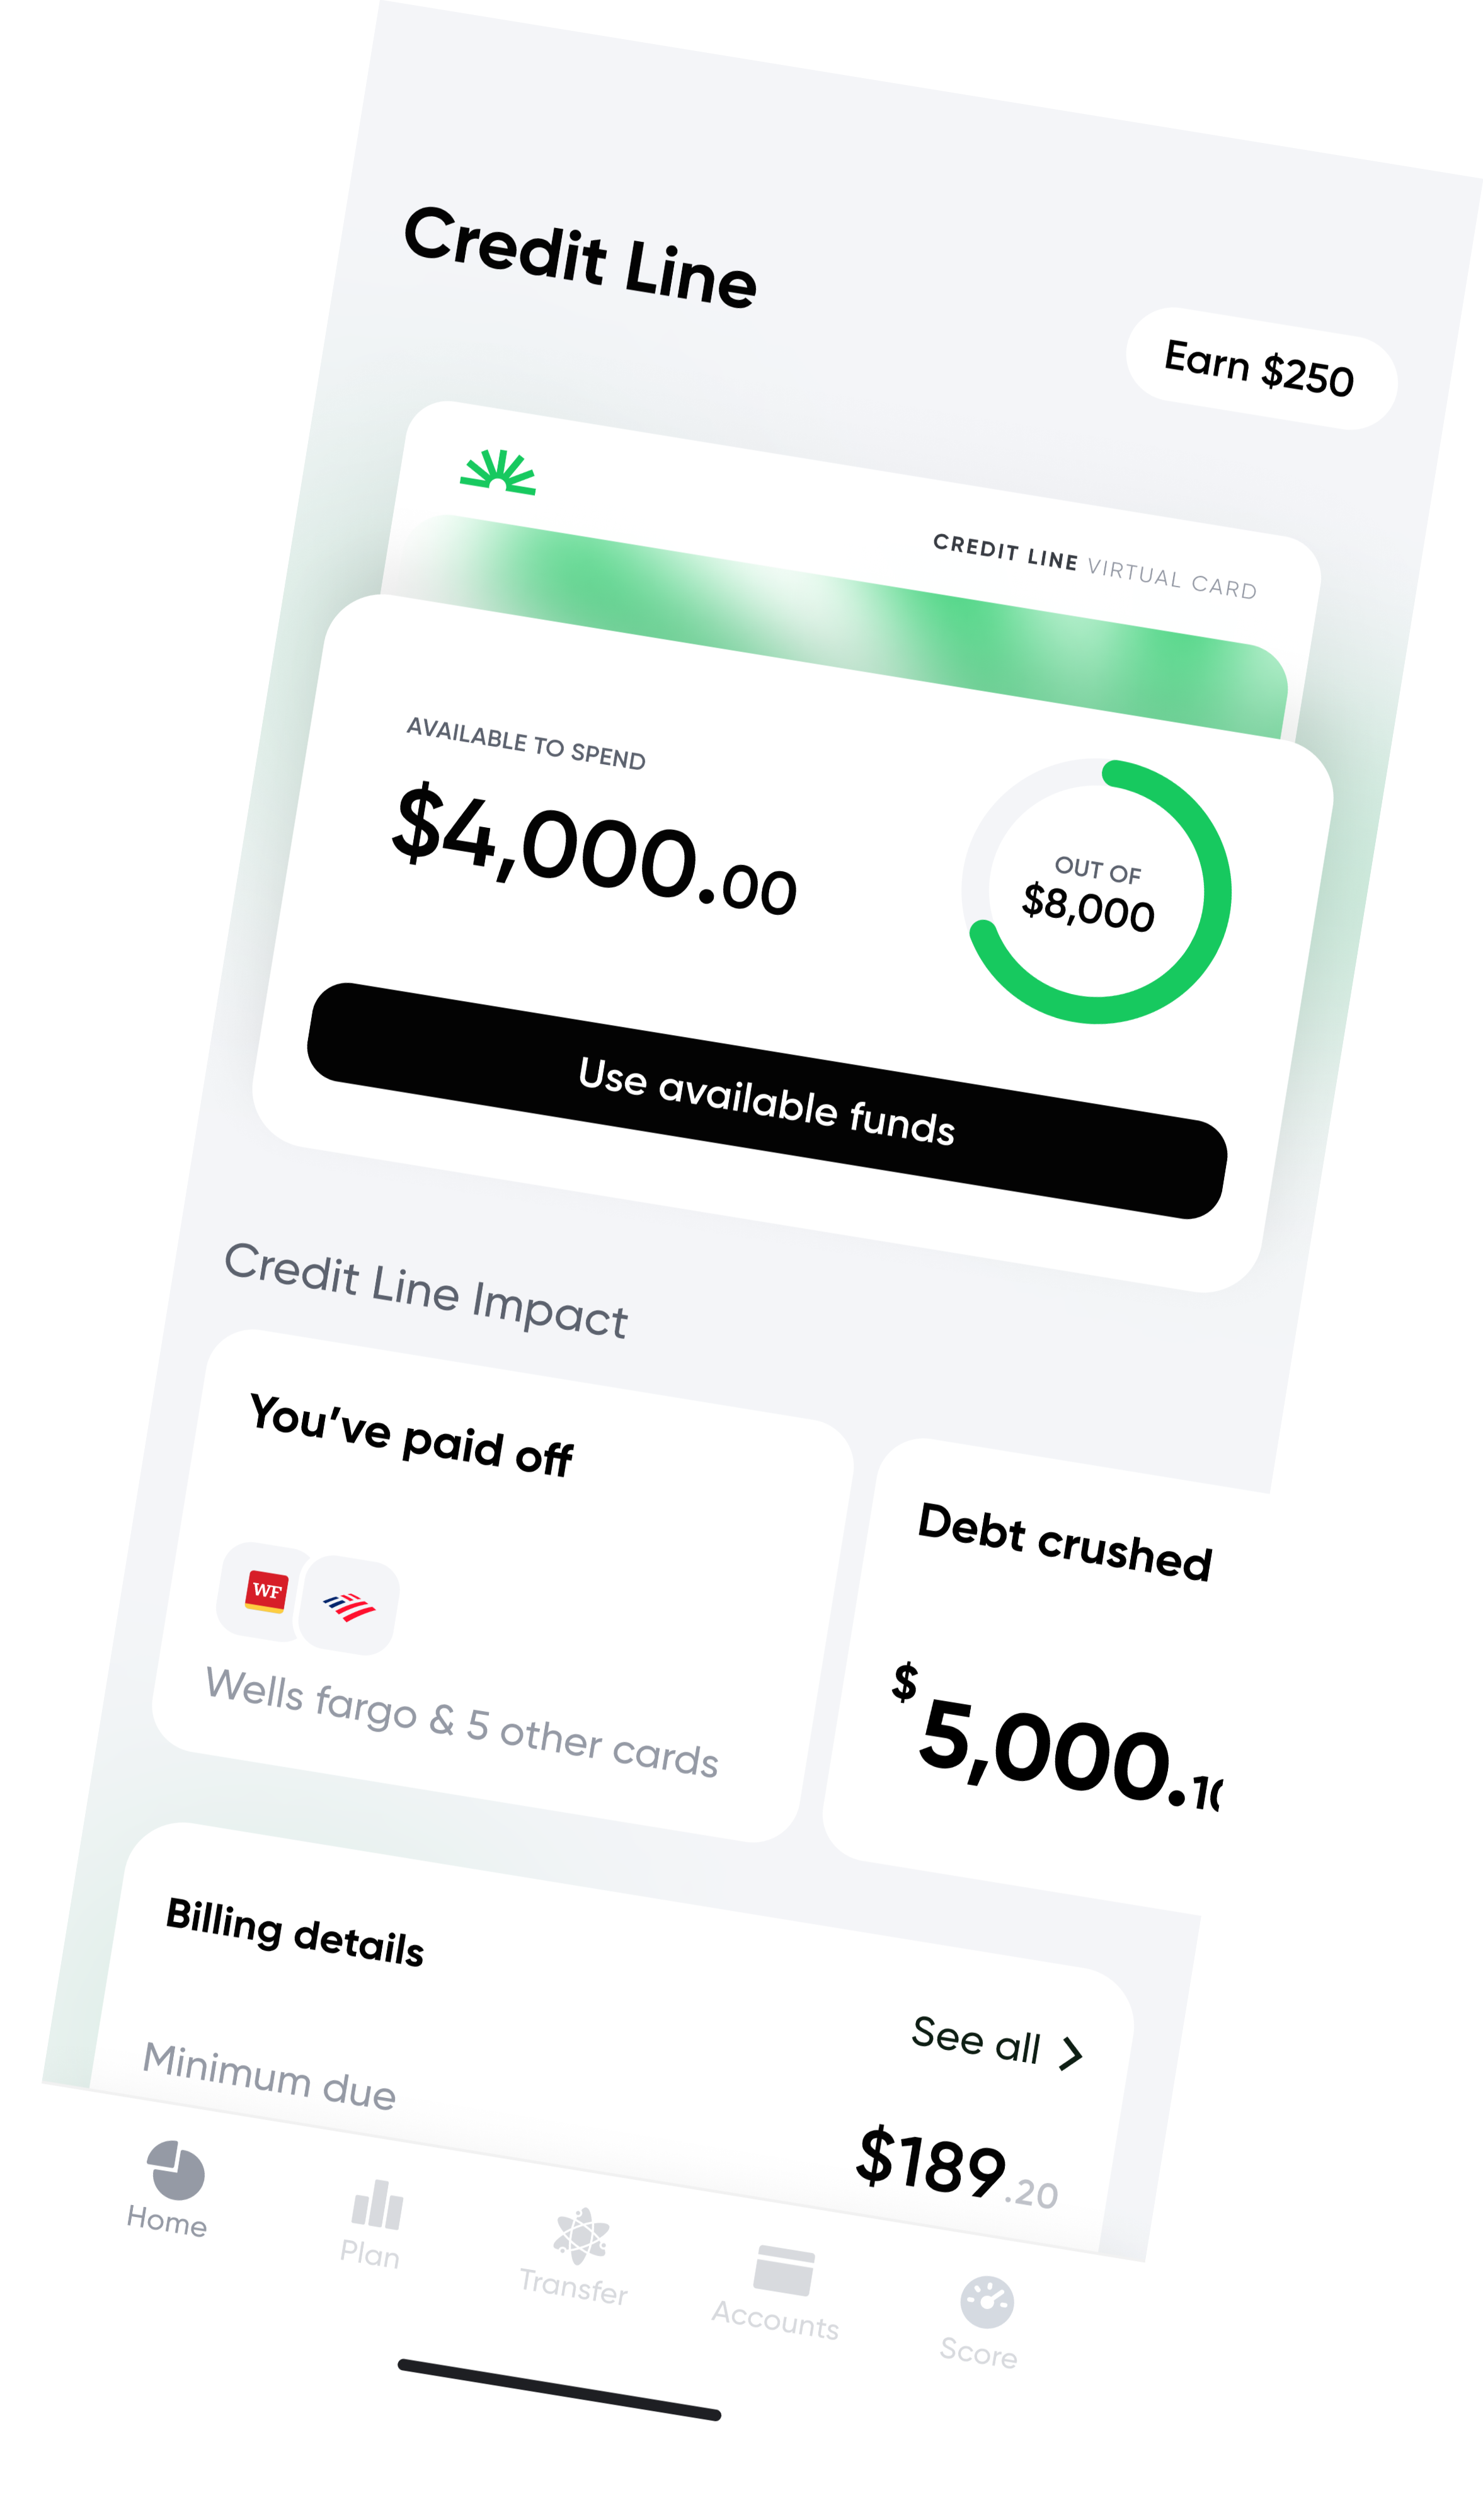 Credit Line
Earn $250
CREDIT LINE VIRTUAL CARD
AVAILABLE TO SPEND
$4,000.00
OUT OF
$8,000
Use available funds
Credit Line Impact
You've paid off
WF
Wells fargo & 5 other cards
Debt crushed
$5,000.10
Billing details
See all
Minimum due
$189.20
Home
Plan
Transfer
Accounts
Score